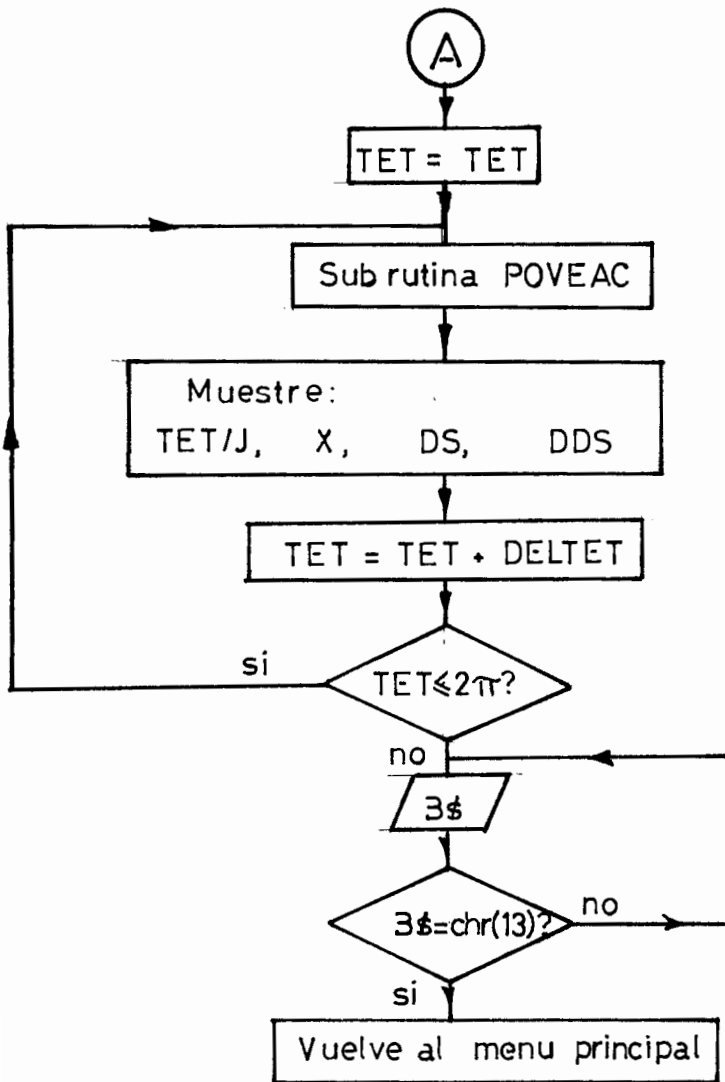 A
TET = TET
Sub rutina POVEAC
Muestre:
TET/J, X, DS, DDS
TET = TET + DELTET
si
TET≤2π?
no
3$
3$=chr(13)?
no
si
Vuelve al menu principal